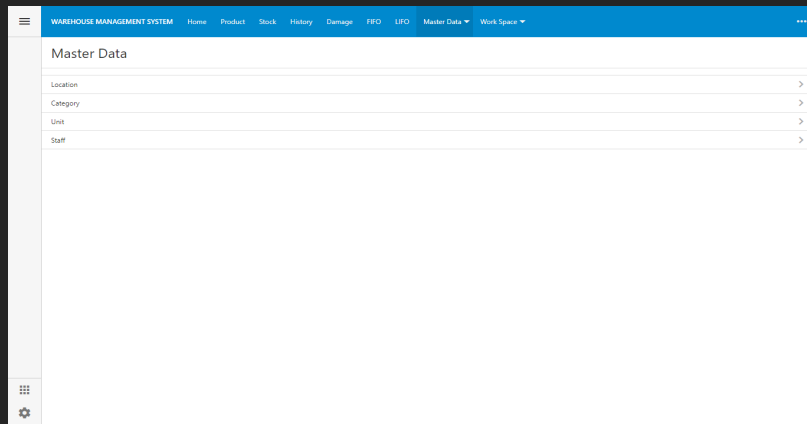 WAREHOUSE MANAGEMENT SYSTEM Home Product Stock History Damage FIFO LIFO Master Data Work Space
Master Data
Location
Category
Unit
Staff